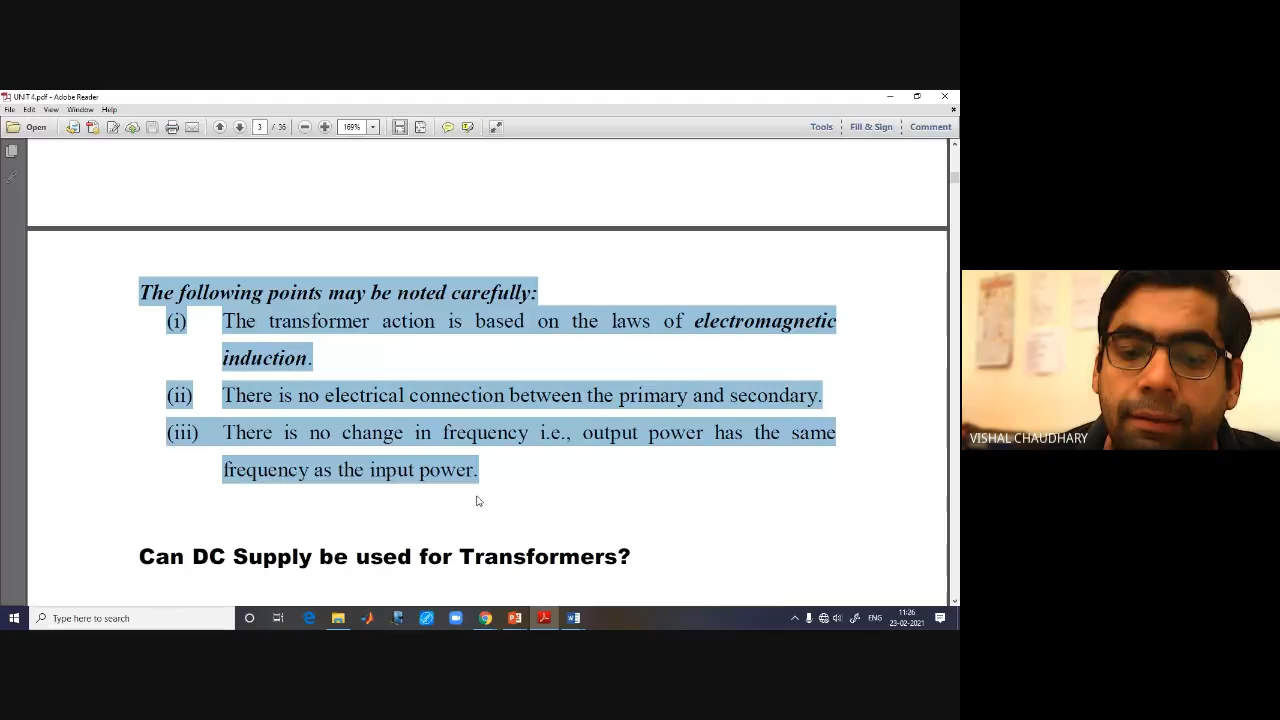 UNIT 4.pdf - Adobe Reader
File Edit View Window Help
Open 3 / 36 169% Tools Fill & Sign Comment
The following points may be noted carefully:
(i) The transformer action is based on the laws of electromagnetic
induction.
(ii) There is no electrical connection between the primary and secondary.
(iii) There is no change in frequency i.e., output power has the same
frequency as the input power.
VISHAL CHAUDHARY
Can DC Supply be used for Transformers?
Type here to search ENG 11:26
23-02-2021